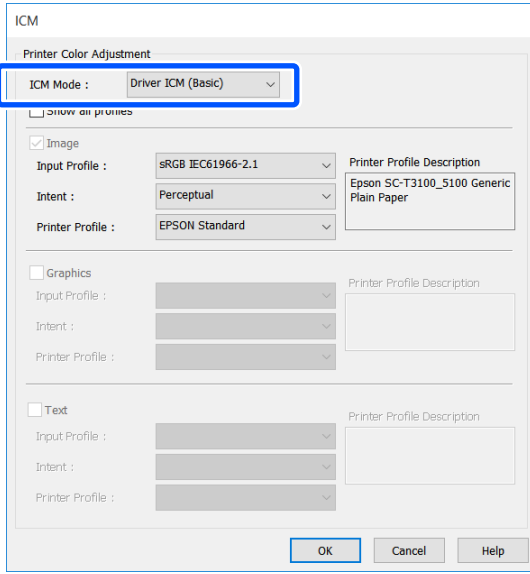 ICM
Printer Color Adjustment
ICM Mode : Driver ICM (Basic)
Show all profiles
Image
Input Profile : sRGB IEC61966-2.1 Printer Profile Description
Intent : Perceptual Epson SC-T3100_5100 Generic
Plain Paper
Printer Profile : EPSON Standard
Graphics
Input Profile : Printer Profile Description
Intent :
Printer Profile :
Text
Input Profile : Printer Profile Description
Intent :
Printer Profile :
OK Cancel Help